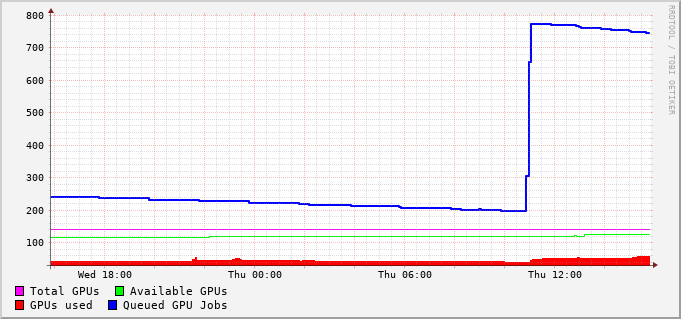 800
700
600
500
400
300
200
100
Wed 18:00 Thu 00:00 Thu 06:00 Thu 12:00
Total GPUs Available GPUs
GPUs used Queued GPU Jobs
RRDTOOL / TOBI OETIKER